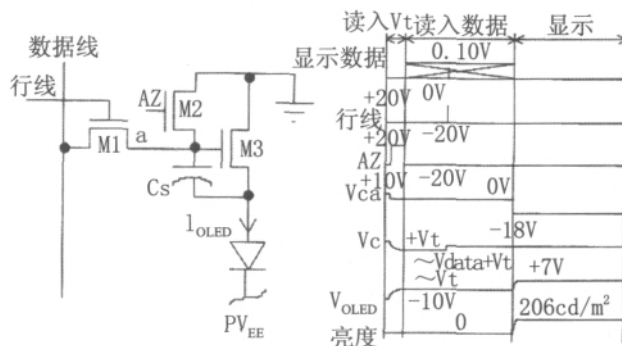 数据线
行线
AZ
M2
M1
a
M3
Cs
lOLED
PVEE
读入Vt 读入数据 显示
显示数据
0.10V
+20V 0V
行线
+20V -20V
AZ
+10V -20V 0V
Vca
-18V
Vc +Vt
~Vdata+Vt
~Vt
+7V
VOLED -10V
206cd/m²
亮度 0